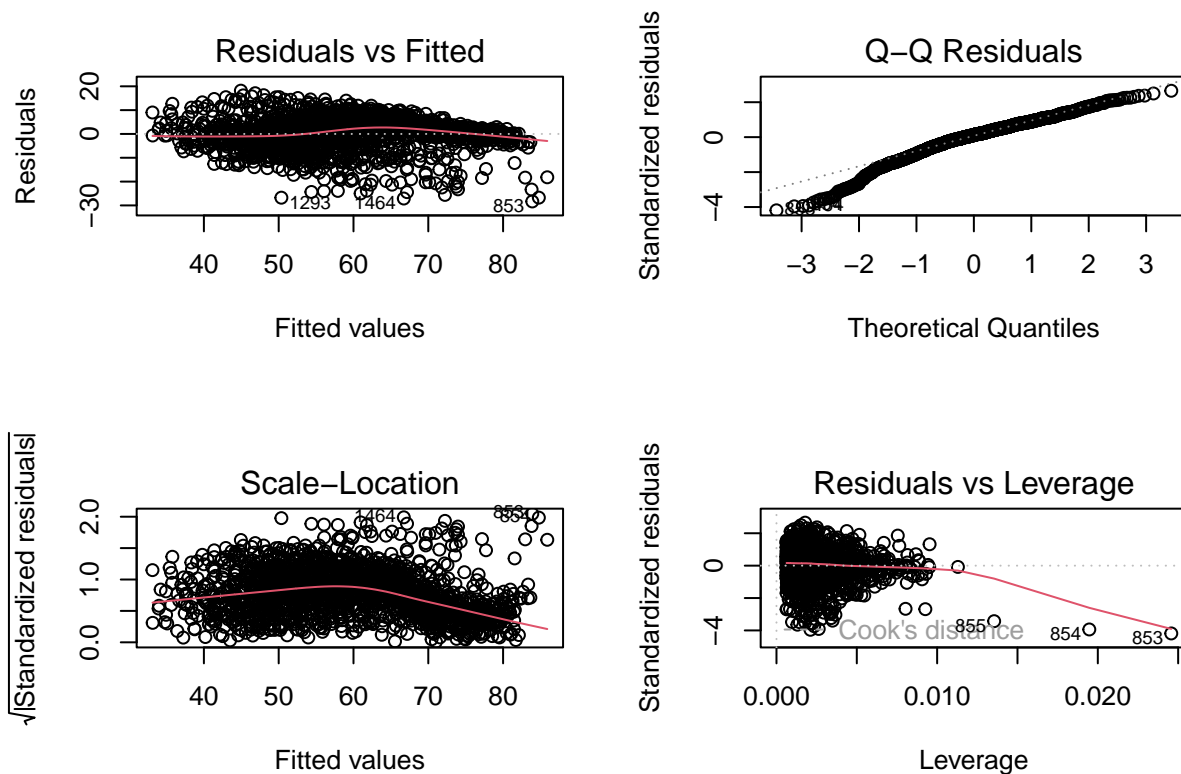 Residuals vs Fitted
Residuals
20
0
−30
1293
1464
853
40 50 60 70 80
Fitted values
Q−Q Residuals
Standardized residuals
0
−4
−3 −2 −1 0 1 2 3
Theoretical Quantiles
Scale−Location
√|Standardized residuals|
2.0
1.0
0.0
1464
853
40 50 60 70 80
Fitted values
Residuals vs Leverage
Standardized residuals
0
−4
Cook's distance
855
854
853
0.000 0.010 0.020
Leverage